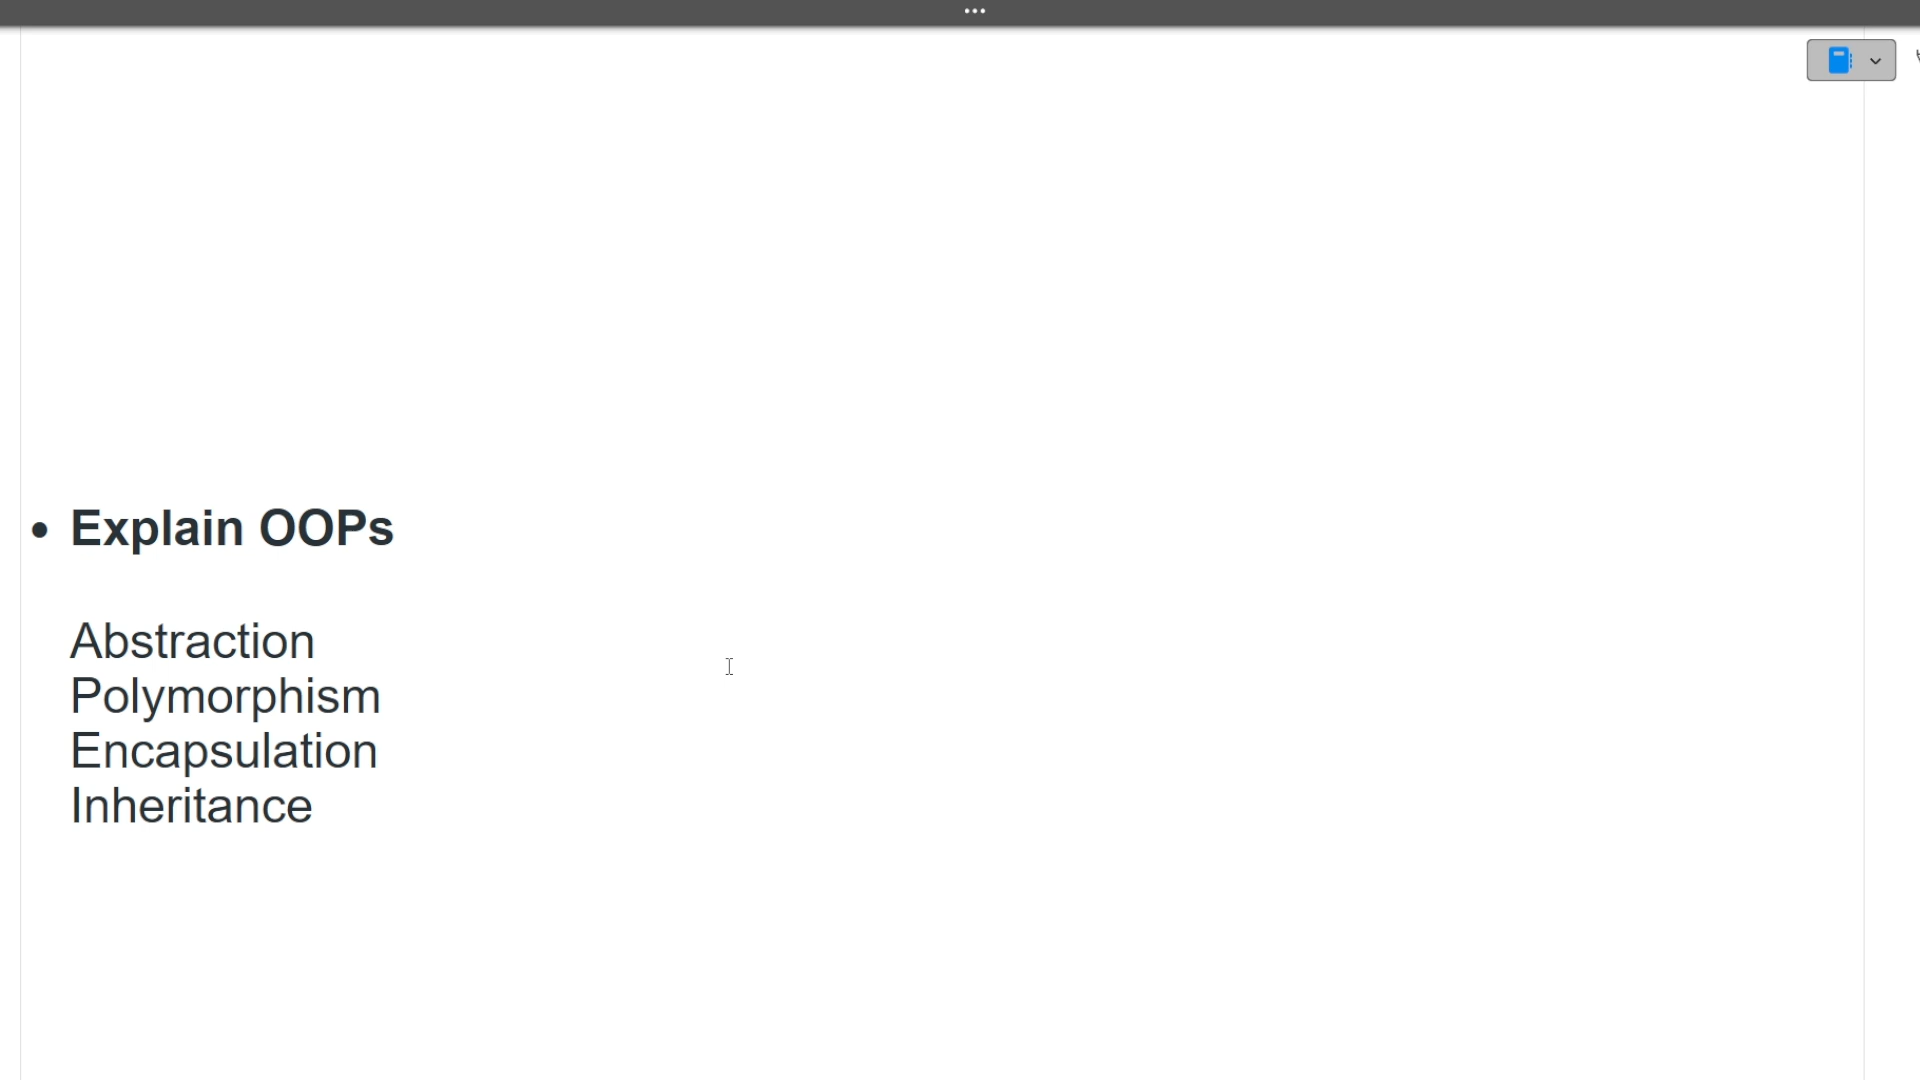 • Explain OOPs
Abstraction
Polymorphism
Encapsulation
Inheritance